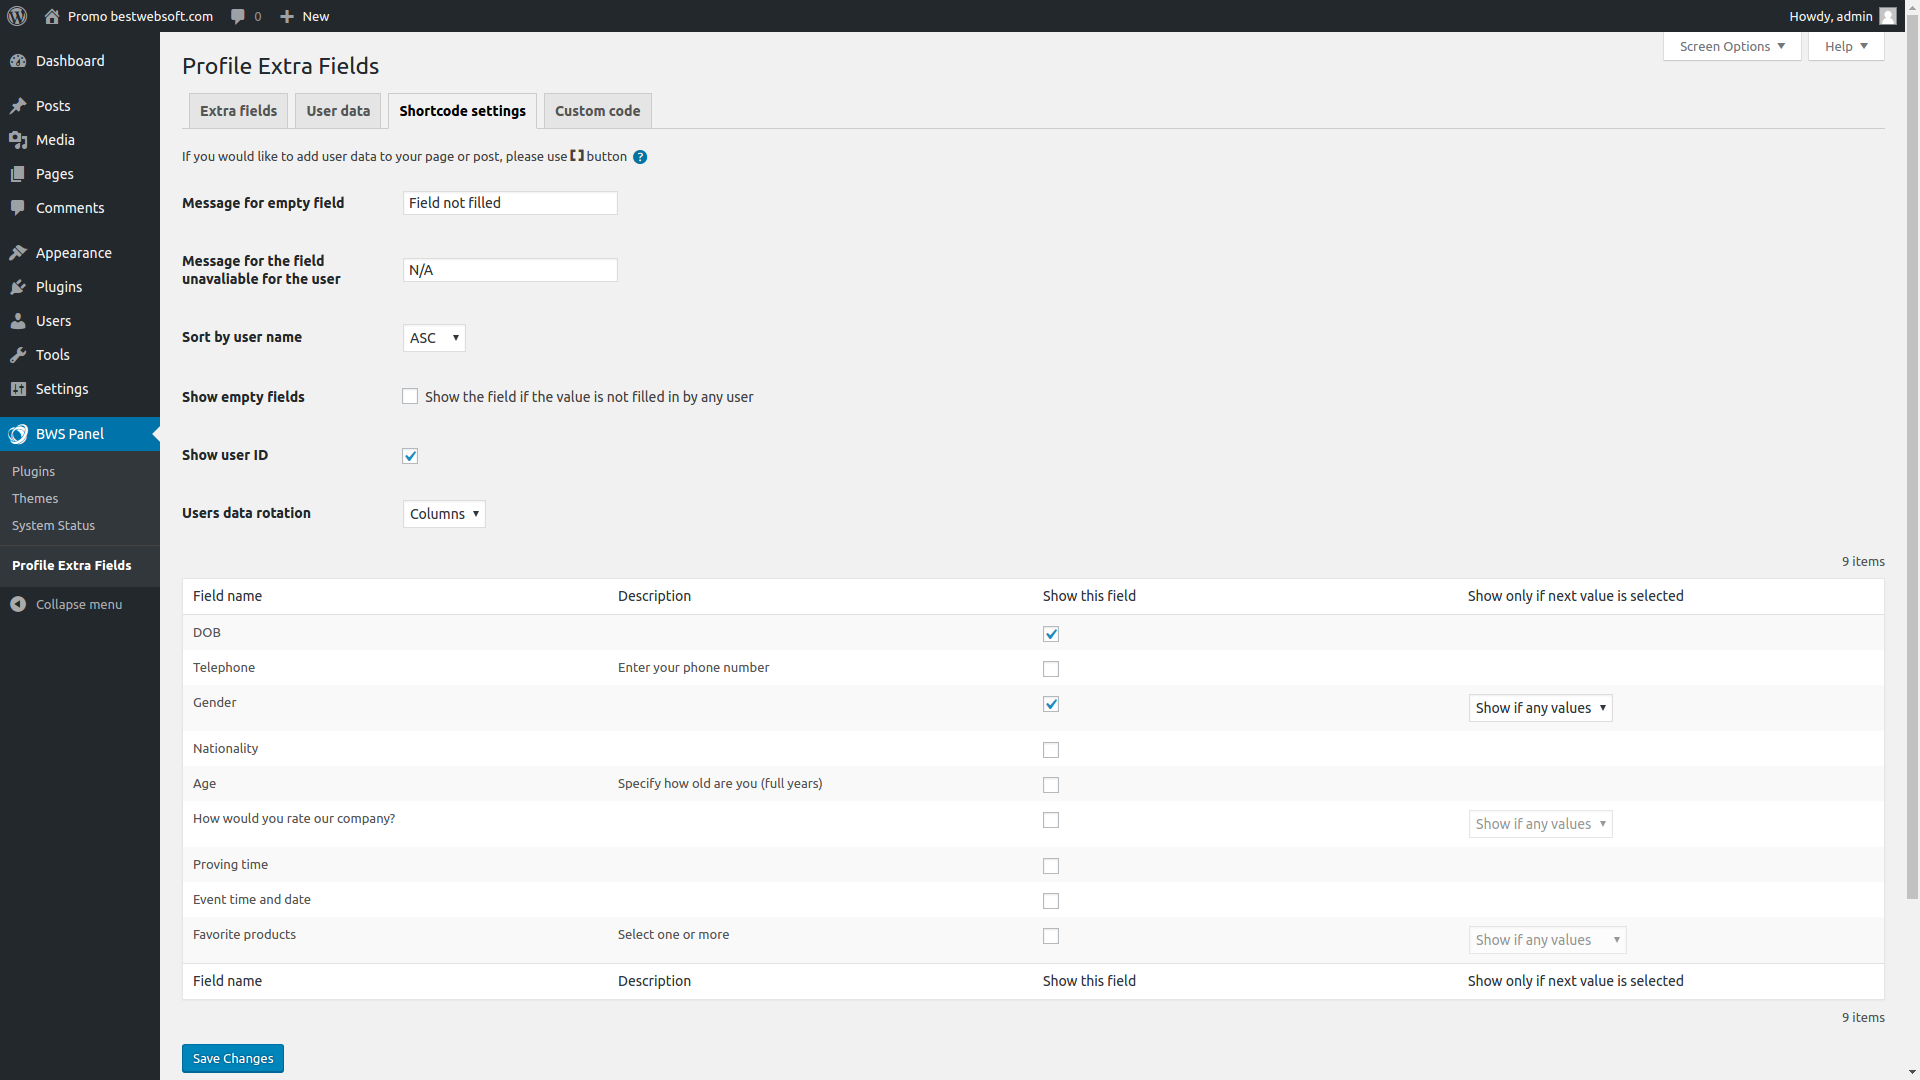 Promo bestwebsoft.com 0 New Howdy, admin
Screen Options ▼ Help ▼
Dashboard
Posts
Media
Pages
Comments
Appearance
Plugins
Users
Tools
Settings
BWS Panel
Plugins
Themes
System Status
Profile Extra Fields
Collapse menu
Profile Extra Fields
Extra fields User data Shortcode settings Custom code
If you would like to add user data to your page or post, please use [] button ?
Message for empty field Field not filled
Message for the field
unavaliable for the user N/A
Sort by user name ASC
Show empty fields Show the field if the value is not filled in by any user
Show user ID
Users data rotation Columns
9 items
Field name Description Show this field Show only if next value is selected
DOB
Telephone Enter your phone number
Gender Show if any values
Nationality
Age Specify how old are you (full years)
How would you rate our company? Show if any values
Proving time
Event time and date
Favorite products Select one or more Show if any values
Field name Description Show this field Show only if next value is selected
9 items
Save Changes